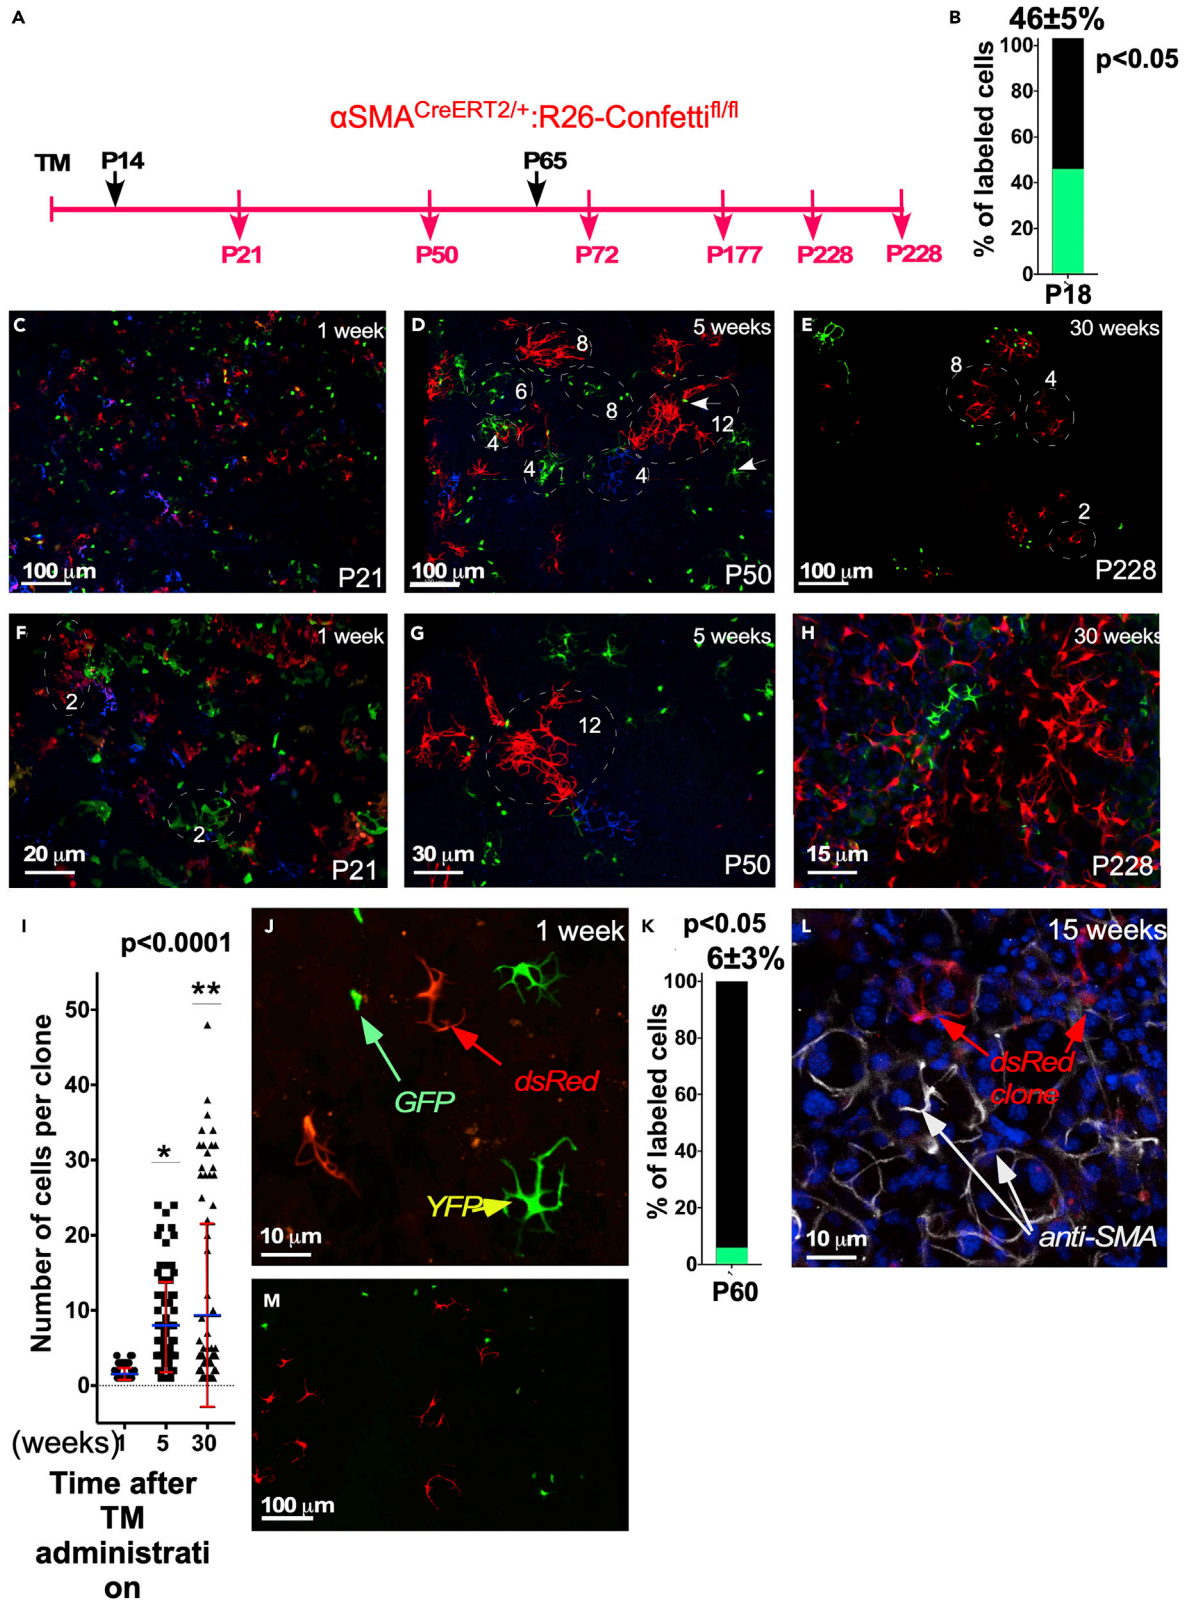 A
αSMACreERT2/+:R26-Confettifl/fl
TM P14 P65
P21 P50 P72 P177 P228 P228
B
46±5%
p<0.05
% of labeled cells
100
80
60
40
20
0
P18
C
1 week
100 μm
P21
D
5 weeks
8
6
8
12
4
4
4
100 μm
P50
E
30 weeks
8
4
2
100 μm
P228
F
1 week
2
2
20 μm
P21
G
5 weeks
12
30 μm
P50
H
30 weeks
15 μm
P228
I
p<0.0001
**
*
Number of cells per clone
50
40
30
20
10
0
(weeks) 1 5 30
Time after
TM
administrati
on
J
1 week
GFP
dsRed
YFP
10 μm
K
p<0.05
6±3%
% of labeled cells
100
80
60
40
20
0
P60
L
15 weeks
dsRed
clone
anti-SMA
10 μm
M
100 μm